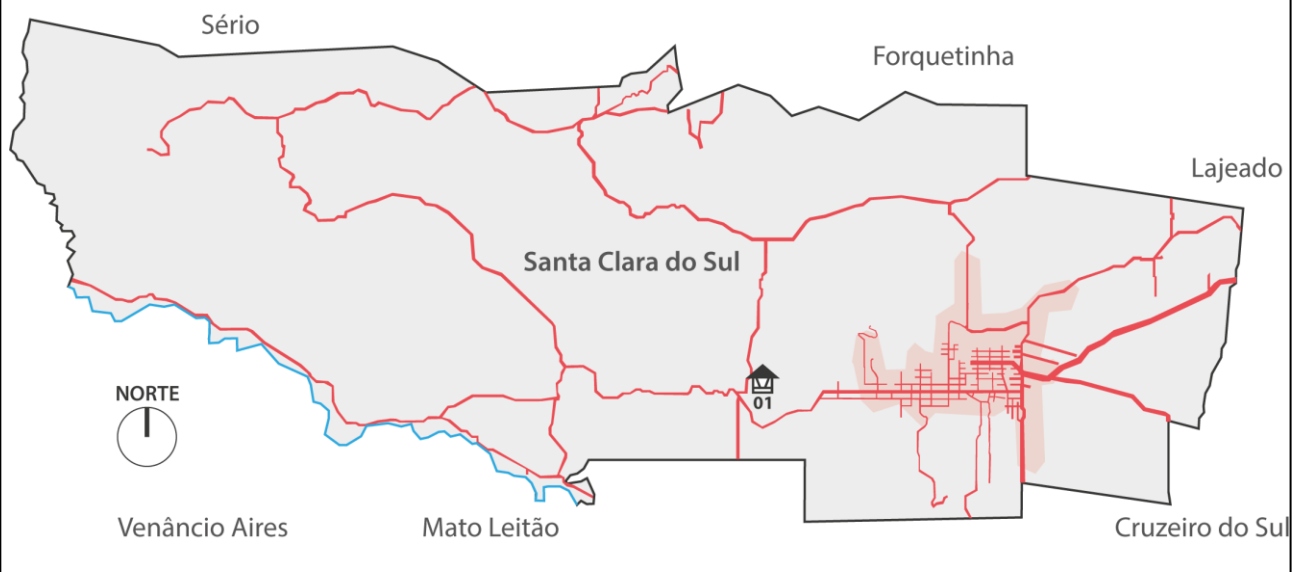 Sério
Forquetinha
Lajeado
Santa Clara do Sul
01
NORTE
Venâncio Aires
Mato Leitão
Cruzeiro do Sul